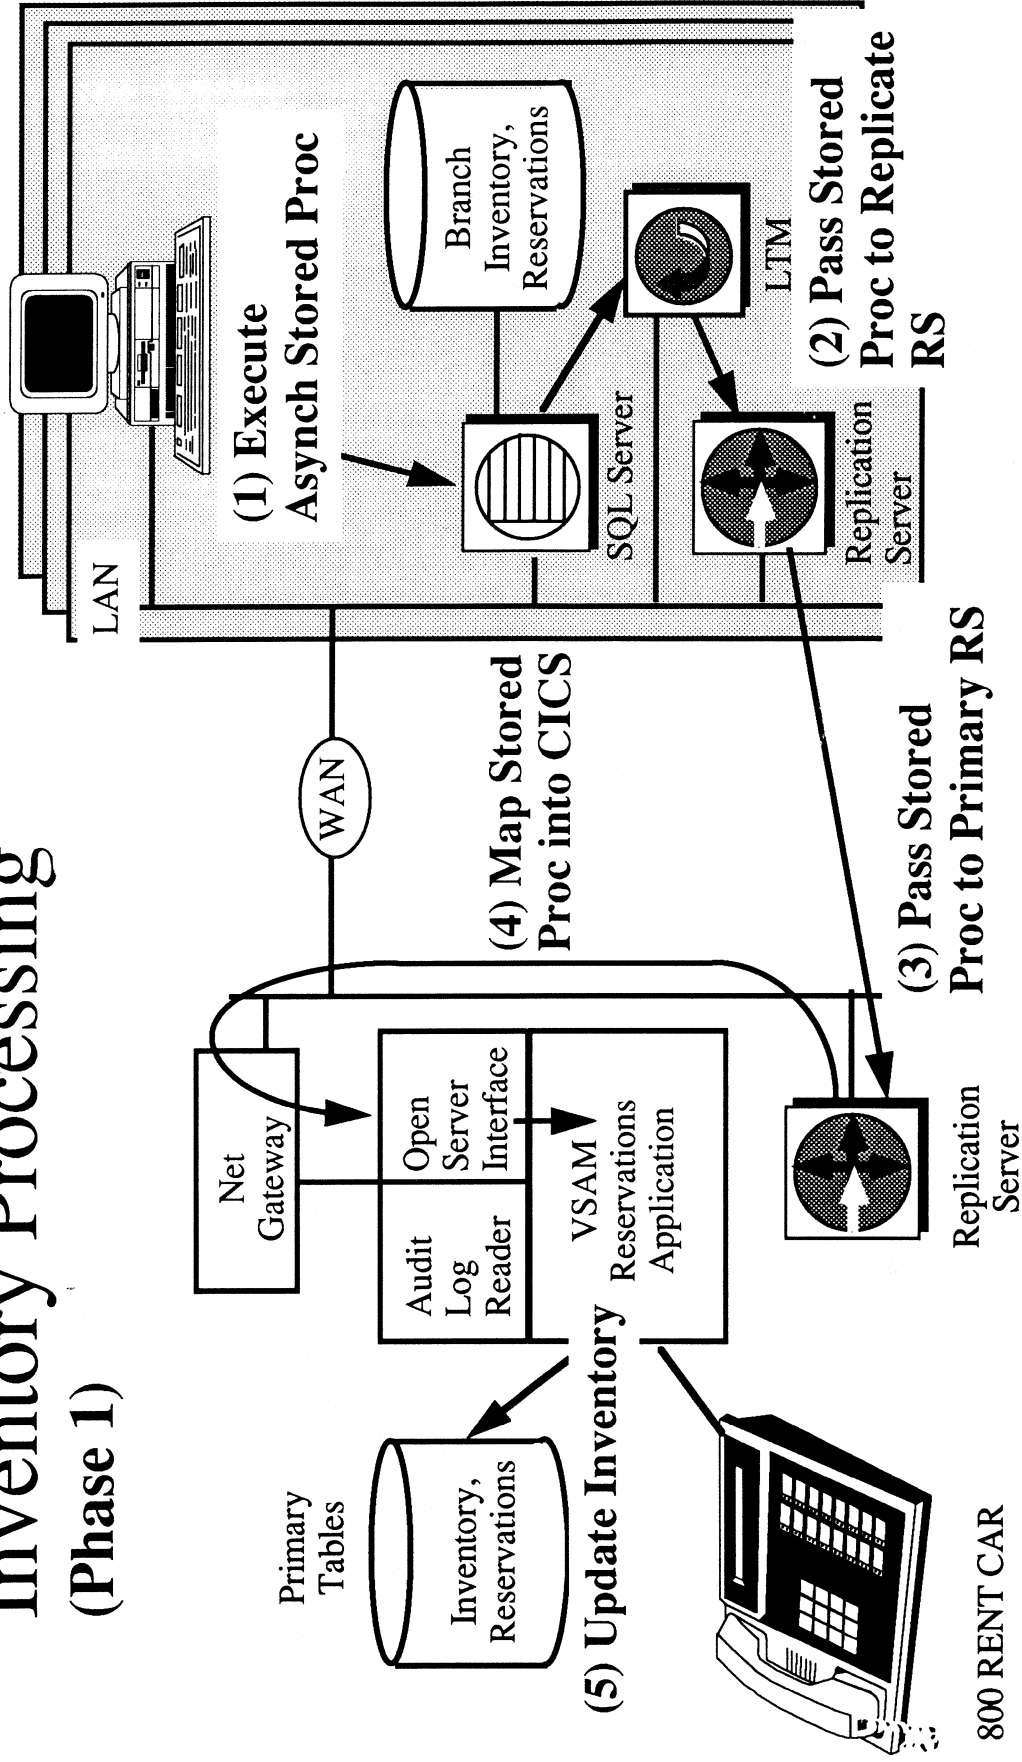 Inventory Processing
(Phase 1)
Primary
Tables
Inventory,
Reservations
(5) Update Inventory
800 RENT CAR
Net
Gateway
Audit
Log
Reader
Open
Server
Interface
VSAM
Reservations
Application
Replication
Server
WAN
(4) Map Stored
Proc into CICS
(3) Pass Stored
Proc to Primary RS
LAN
(1) Execute
Asynch Stored Proc
SQL Server
Branch
Inventory,
Reservations
LTM
Replication
Server
(2) Pass Stored
Proc to Replicate
RS